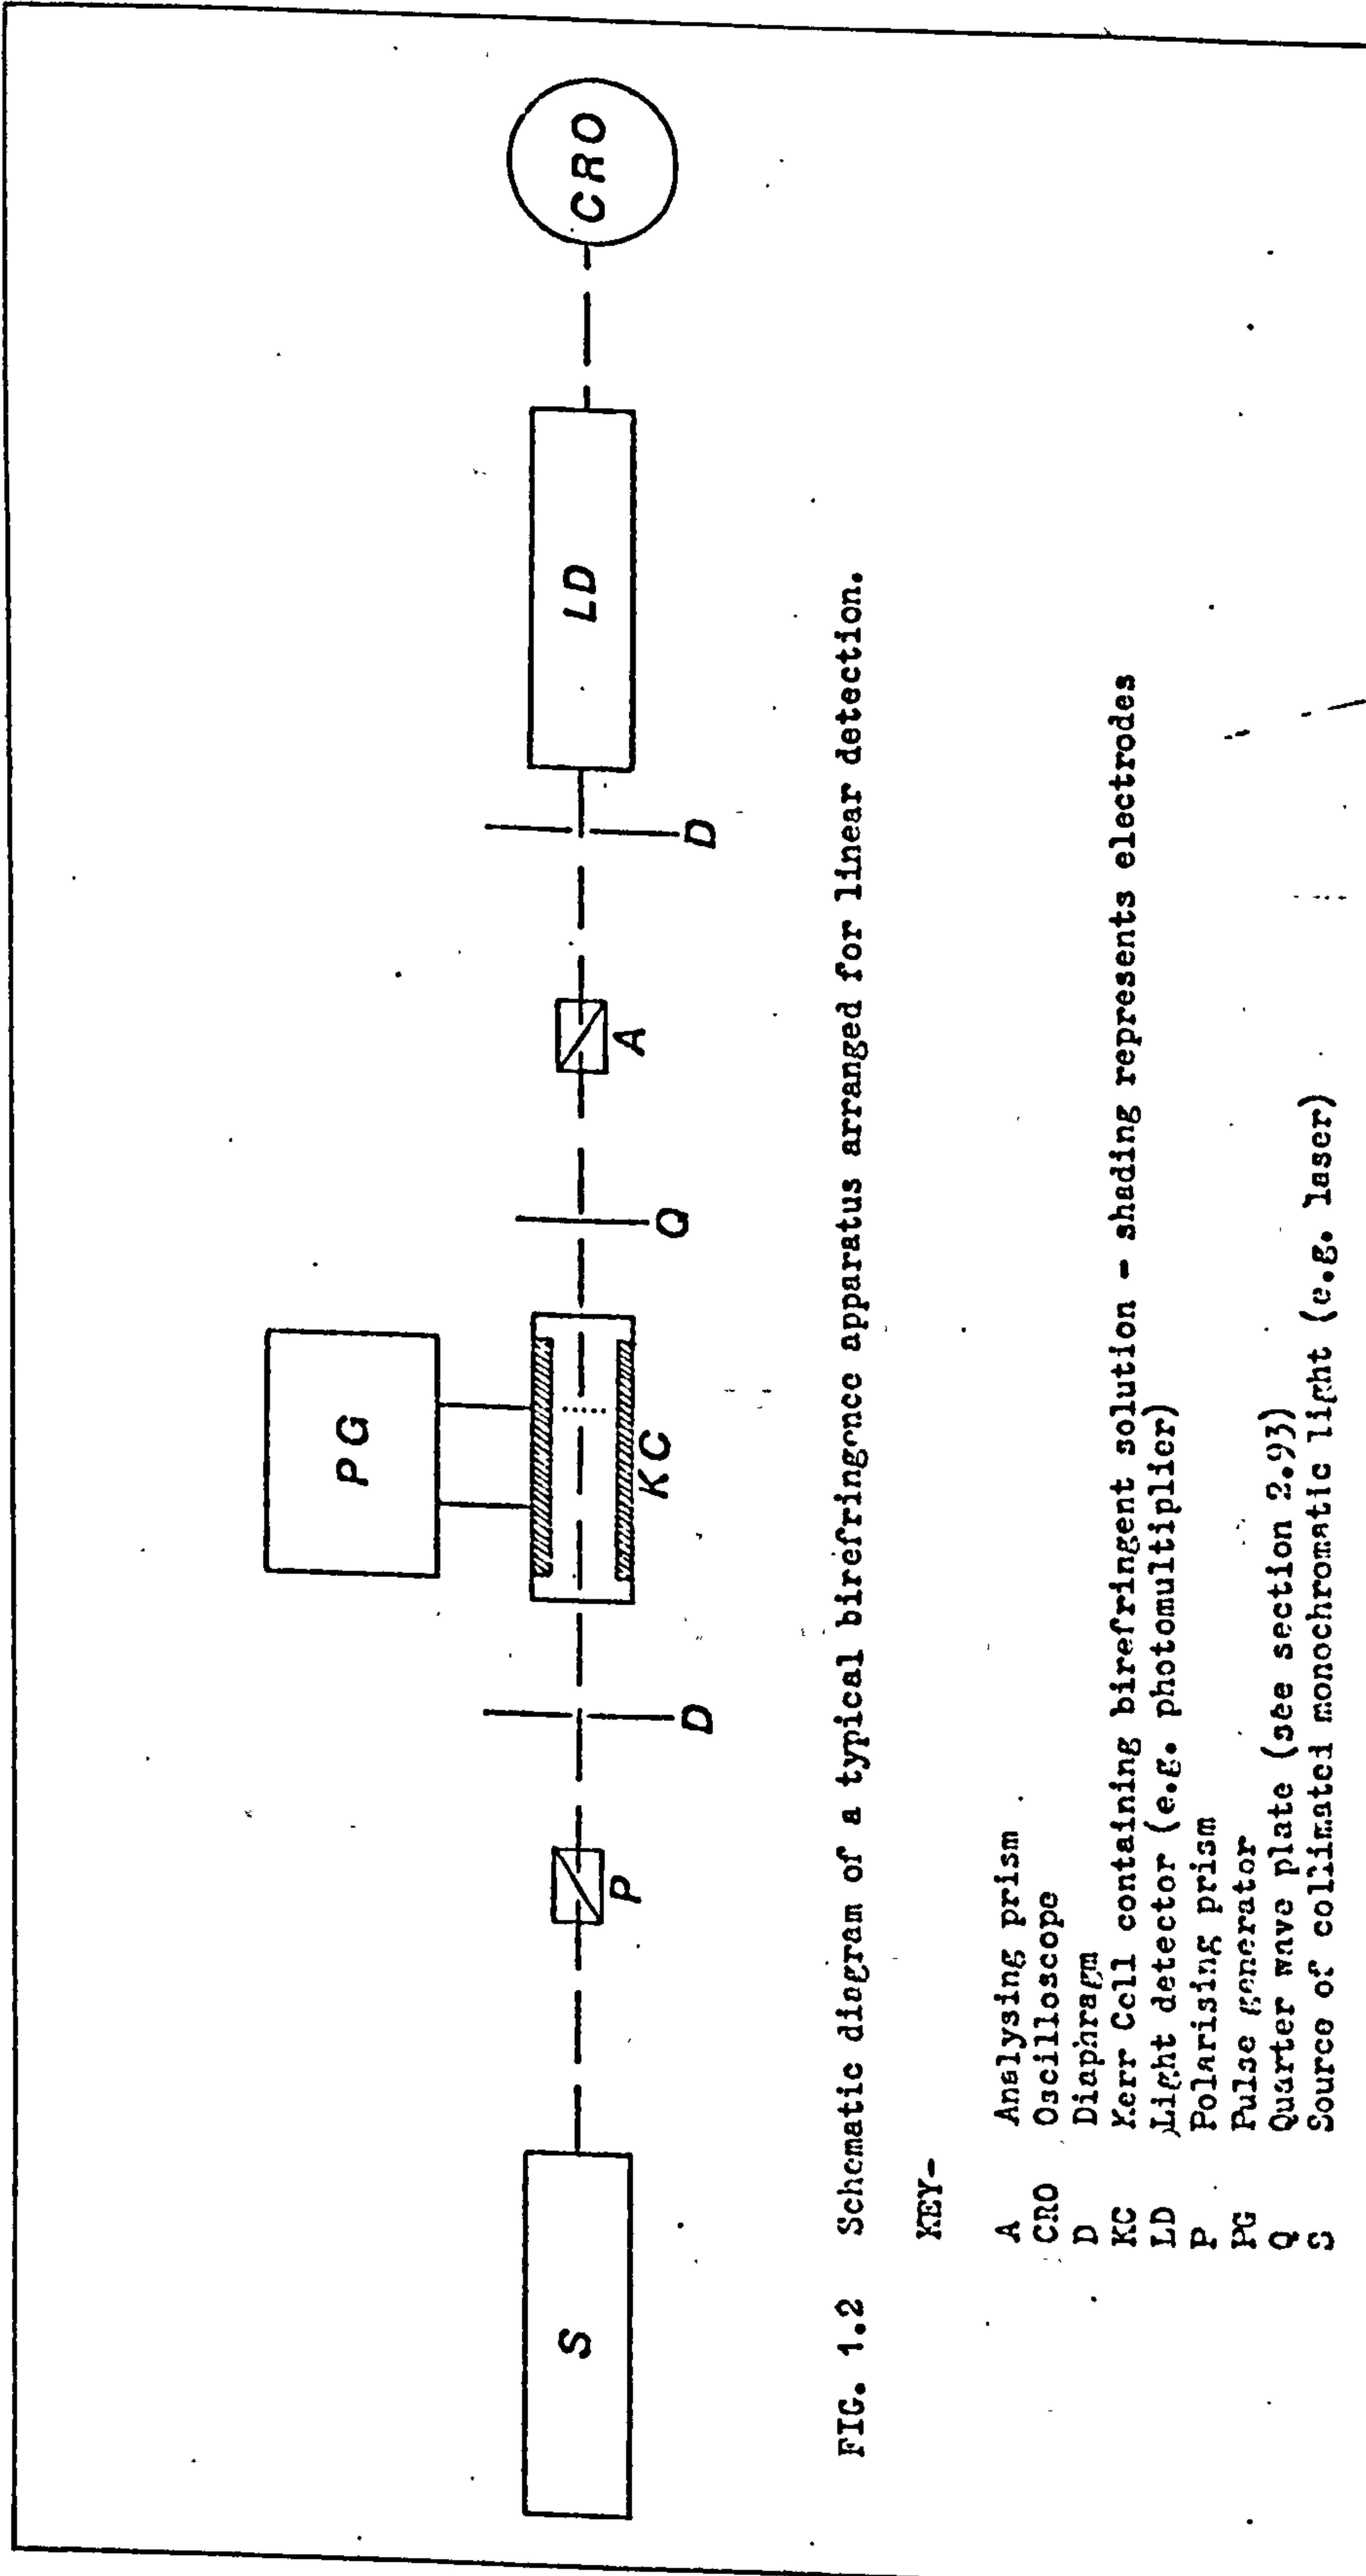 PG
CRO
S
LD
P
D
KC
Q
A
D
FIG. 1.2 Schematic diagram of a typical birefringence apparatus arranged for linear detection.
KEY-
A Analysing prism
CRO Oscilloscope
D Diaphragm
KC Kerr Cell containing birefringent solution - shading represents electrodes
LD Light detector (e.g. photomultiplier)
P Polarising prism
PG Pulse generator
Q Quarter wave plate (see section 2.93)
S Source of collimated monochromatic light (e.g. laser)